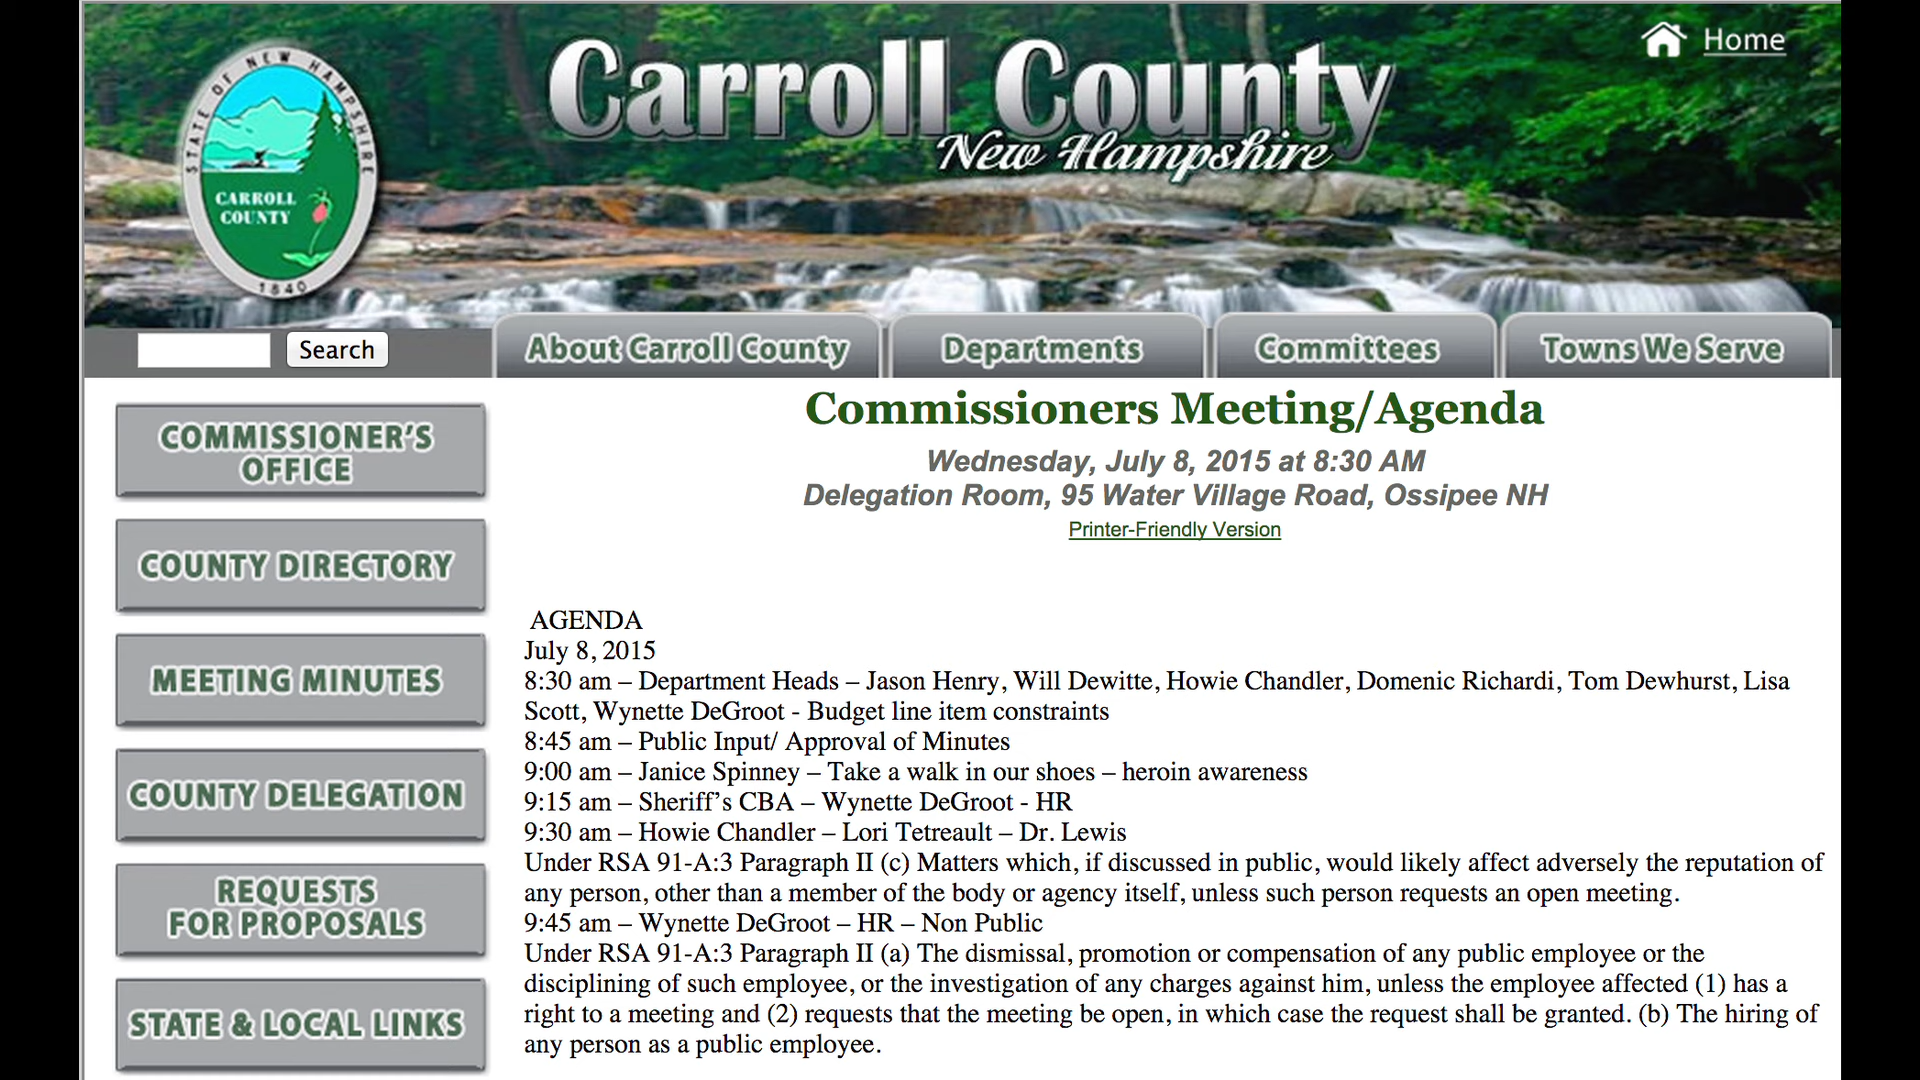 STATE OF NEW HAMPSHIRE
CARROLL
COUNTY
1840
Carroll County
New Hampshire
Home
Search
About Carroll County
Departments
Committees
Towns We Serve
COMMISSIONER'S
OFFICE
COUNTY DIRECTORY
MEETING MINUTES
COUNTY DELEGATION
REQUESTS
FOR PROPOSALS
STATE & LOCAL LINKS
Commissioners Meeting/Agenda
Wednesday, July 8, 2015 at 8:30 AM
Delegation Room, 95 Water Village Road, Ossipee NH
Printer-Friendly Version
AGENDA
July 8, 2015
8:30 am – Department Heads – Jason Henry, Will Dewitte, Howie Chandler, Domenic Richardi, Tom Dewhurst, Lisa
Scott, Wynette DeGroot - Budget line item constraints
8:45 am – Public Input/ Approval of Minutes
9:00 am – Janice Spinney – Take a walk in our shoes – heroin awareness
9:15 am – Sheriff's CBA – Wynette DeGroot - HR
9:30 am – Howie Chandler – Lori Tetreault – Dr. Lewis
Under RSA 91-A:3 Paragraph II (c) Matters which, if discussed in public, would likely affect adversely the reputation of
any person, other than a member of the body or agency itself, unless such person requests an open meeting.
9:45 am – Wynette DeGroot – HR – Non Public
Under RSA 91-A:3 Paragraph II (a) The dismissal, promotion or compensation of any public employee or the
disciplining of such employee, or the investigation of any charges against him, unless the employee affected (1) has a
right to a meeting and (2) requests that the meeting be open, in which case the request shall be granted. (b) The hiring of
any person as a public employee.